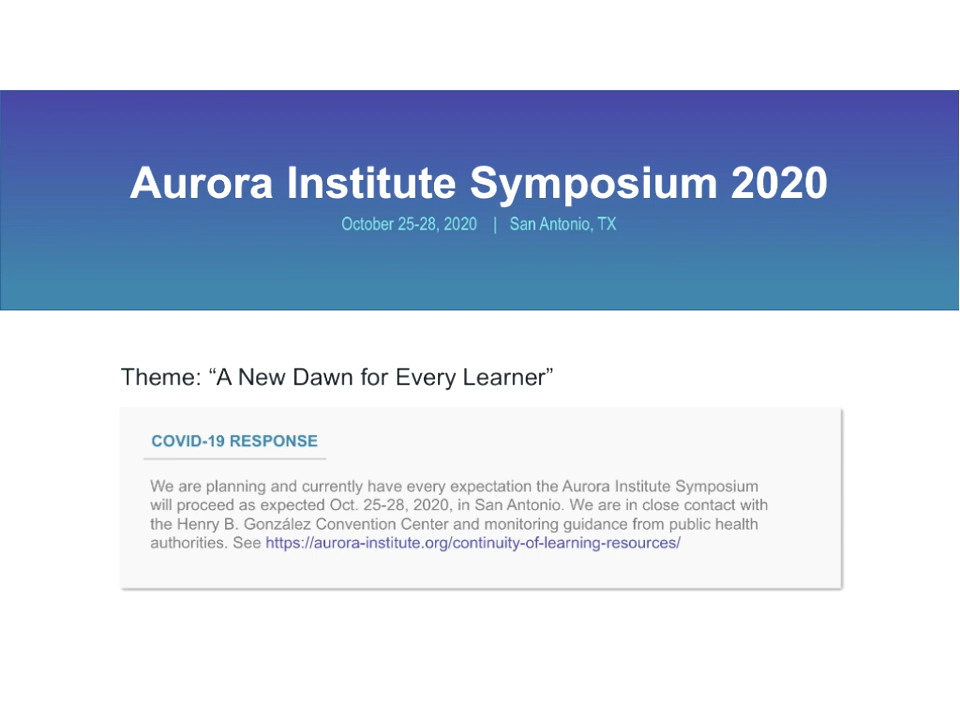 Aurora Institute Symposium 2020
October 25-28, 2020 | San Antonio, TX
Theme: “A New Dawn for Every Learner”
COVID-19 RESPONSE
We are planning and currently have every expectation the Aurora Institute Symposium
will proceed as expected Oct. 25-28, 2020, in San Antonio. We are in close contact with
the Henry B. González Convention Center and monitoring guidance from public health
authorities. See https://aurora-institute.org/continuity-of-learning-resources/